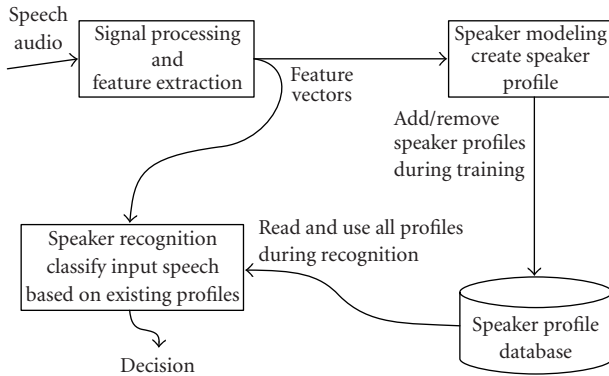 Speech
audio
Signal processing
and
feature extraction
Feature
vectors
Speaker modeling
create speaker
profile
Add/remove
speaker profiles
during training
Speaker recognition
classify input speech
based on existing profiles
Read and use all profiles
during recognition
Speaker profile
database
Decision